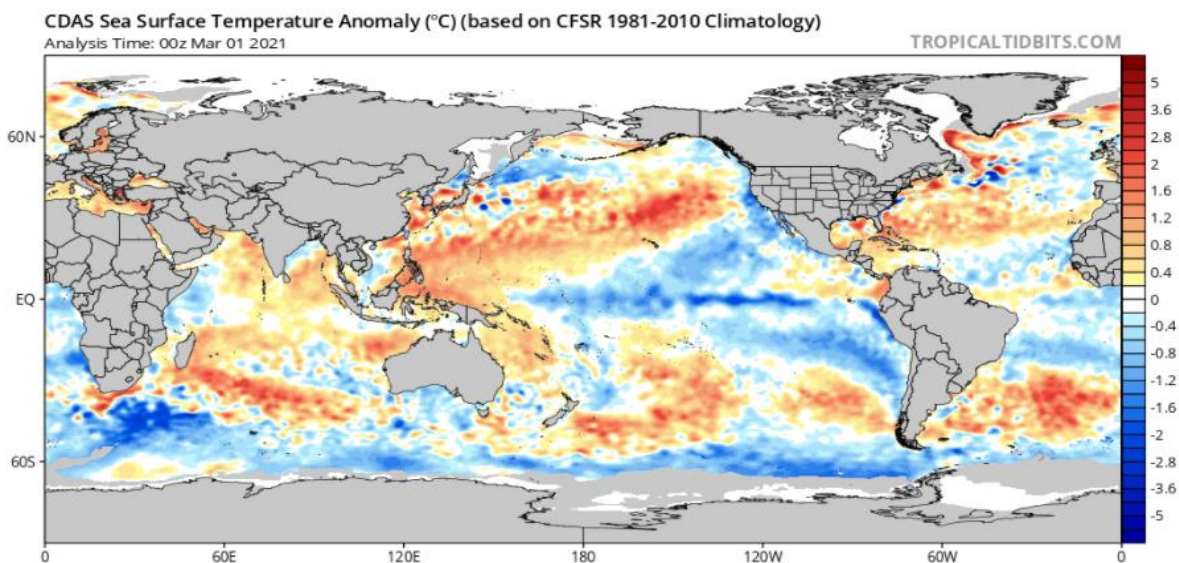 CDAS Sea Surface Temperature Anomaly (°C) (based on CFSR 1981-2010 Climatology)
Analysis Time: 00z Mar 01 2021
TROPICALTIDBITS.COM
5
3.6
2.8
2
1.6
1.2
0.8
0.4
0
-0.4
-0.8
-1.2
-1.6
-2
-2.8
-3.6
-5
60N
EQ
60S
0
60E
120E
180
120W
60W
0